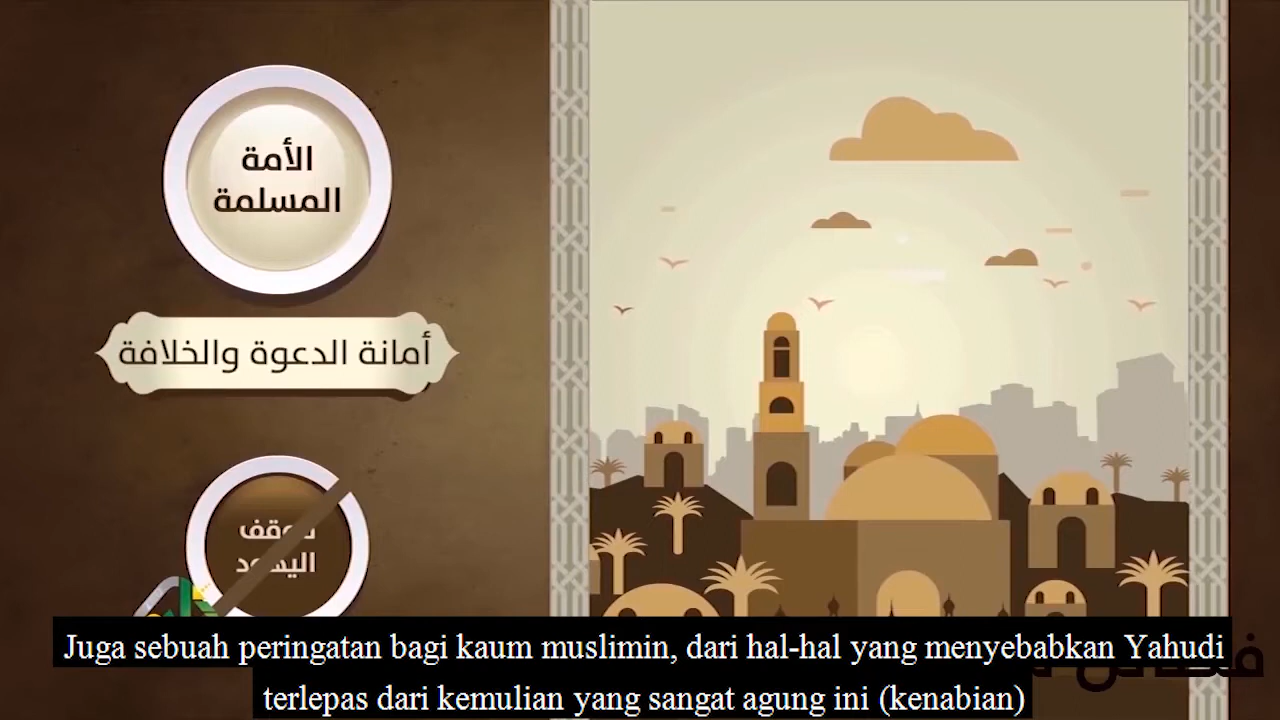 الأمة
المسلمة
أمانة الدعوة والخلافة
موقف
اليهود
Juga sebuah peringatan bagi kaum muslimin, dari hal-hal yang menyebabkan Yahudi
terlepas dari kemulian yang sangat agung ini (kenabian)